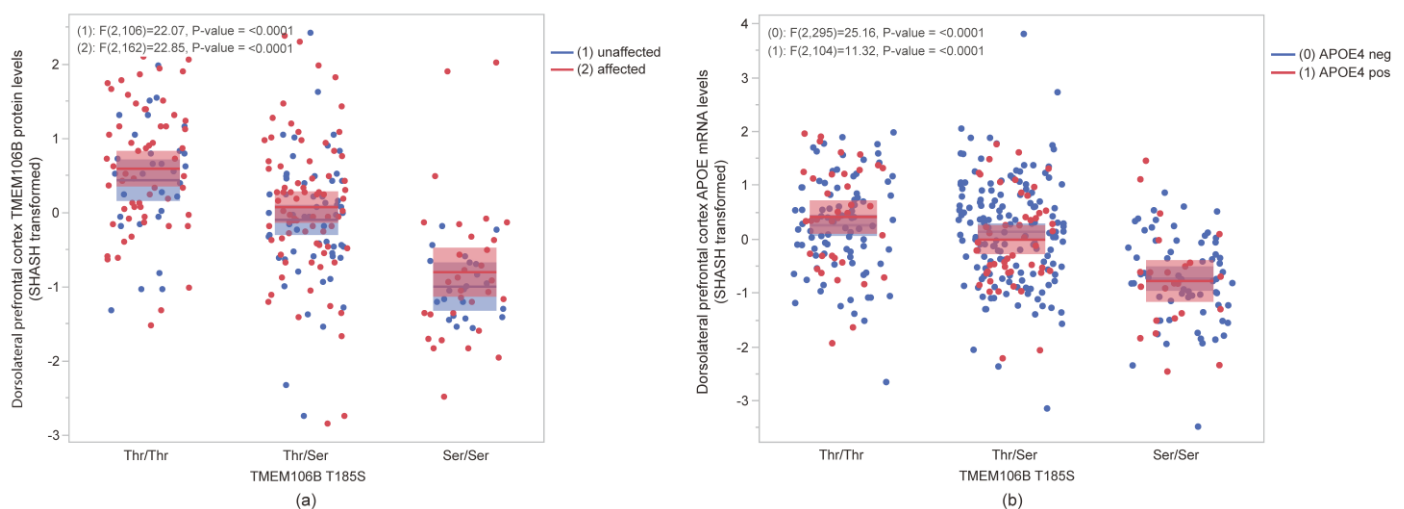 (1): F(2,106)=22.07, P-value = <0.0001
(2): F(2,162)=22.85, P-value = <0.0001
(1) unaffected
(2) affected
Dorsolateral prefrontal cortex TMEM106B protein levels
(SHASH transformed)
2
1
0
-1
-2
-3
Thr/Thr
Thr/Ser
Ser/Ser
TMEM106B T185S
(a)
(0): F(2,295)=25.16, P-value = <0.0001
(1): F(2,104)=11.32, P-value = <0.0001
(0) APOE4 neg
(1) APOE4 pos
Dorsolateral prefrontal cortex APOE mRNA levels
(SHASH transformed)
4
3
2
1
0
-1
-2
-3
Thr/Thr
Thr/Ser
Ser/Ser
TMEM106B T185S
(b)